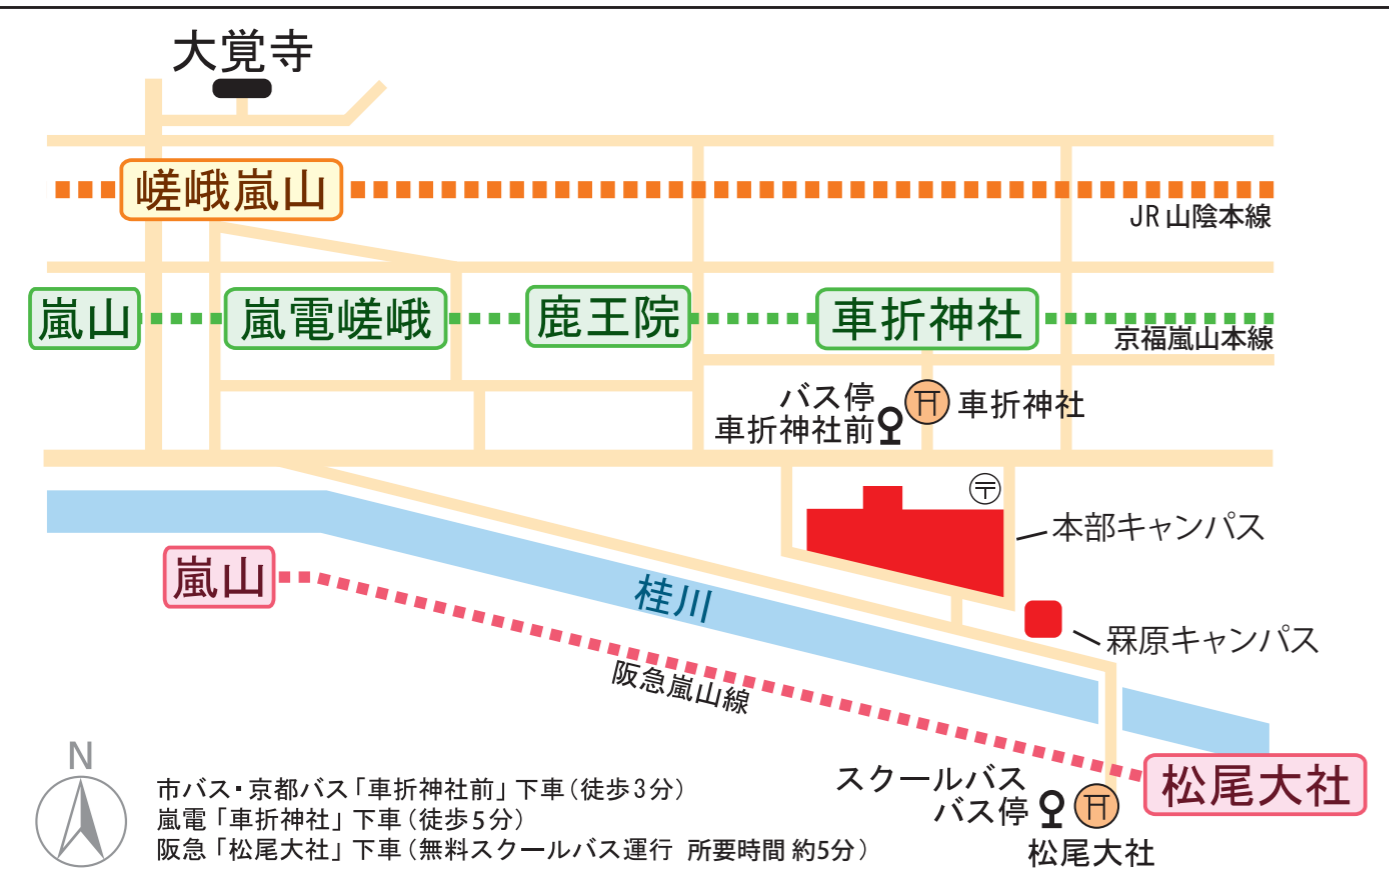 大覚寺
嵯峨嵐山
JR山陰本線
嵐山
嵐電嵯峨
鹿王院
車折神社
京福嵐山本線
バス停
車折神社前
車折神社
〒
本部キャンパス
嵐山
桂川
罧原キャンパス
阪急嵐山線
N
スクールバス
バス停
松尾大社
松尾大社
市バス・京都バス「車折神社前」下車(徒歩3分)
嵐電「車折神社」下車(徒歩5分)
阪急「松尾大社」下車(無料スクールバス運行 所要時間 約5分)